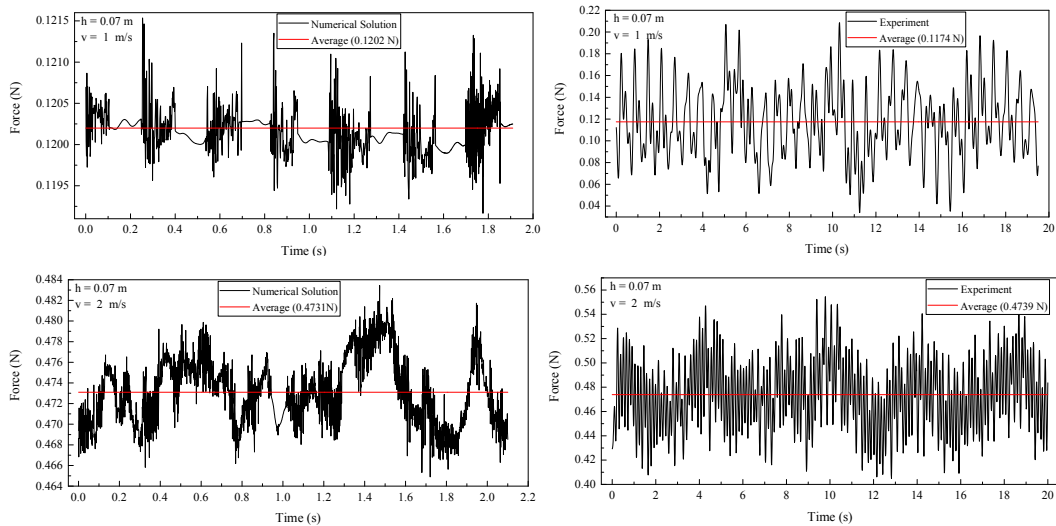 h = 0.07 m
v = 1 m/s
Numerical Solution
Average (0.1202 N)
0.1215
0.1210
0.1205
0.1200
0.1195
Force (N)
0.0 0.2 0.4 0.6 0.8 1.0 1.2 1.4 1.6 1.8 2.0
Time (s)
h = 0.07 m
v = 1 m/s
Experiment
Average (0.1174 N)
0.22
0.20
0.18
0.16
0.14
0.12
0.10
0.08
0.06
0.04
Force (N)
0 2 4 6 8 10 12 14 16 18 20
Time (s)
h = 0.07 m
v = 2 m/s
Numerical Solution
Average (0.4731N)
0.484
0.480
0.476
0.474
0.472
0.470
0.468
0.466
0.464
Force (N)
0.0 0.2 0.4 0.6 0.8 1.0 1.2 1.4 1.6 1.8 2.0 2.2
Time (s)
h = 0.07 m
v = 2 m/s
Experiment
Average (0.4739 N)
0.56
0.53
0.50
0.48
0.46
0.44
0.42
0.40
Force (N)
0 2 4 6 8 10 12 14 16 18 20
Time (s)